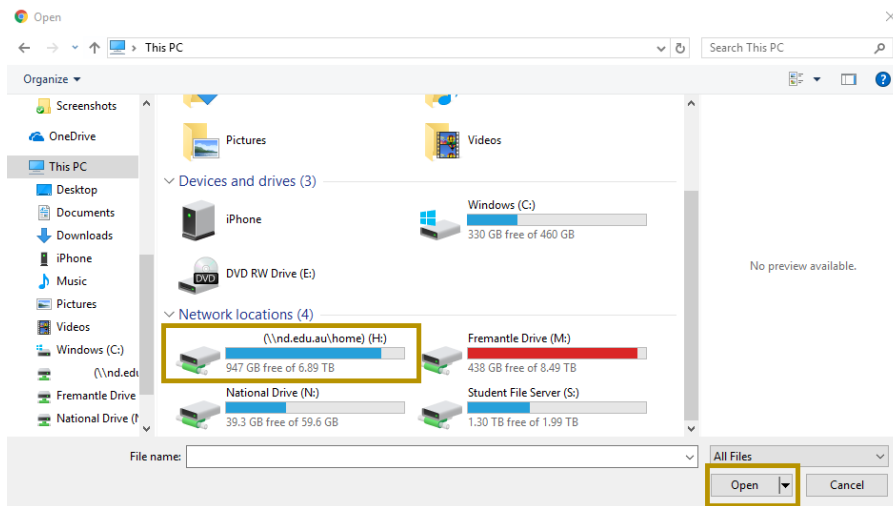 Open
This PC
Search This PC
Organize
?
Screenshots
OneDrive
This PC
Desktop
Documents
Downloads
iPhone
Music
Pictures
Videos
Windows (C:)
(\\nd.edu
Fremantle Drive
National Drive (N
Pictures
Videos
Devices and drives (3)
iPhone
Windows (C:)
330 GB free of 460 GB
DVD
DVD RW Drive (E:)
Network locations (4)
(\\nd.edu.au\home) (H:)
947 GB free of 6.89 TB
Fremantle Drive (M:)
438 GB free of 8.49 TB
National Drive (N:)
39.3 GB free of 59.6 GB
Student File Server (S:)
1.30 TB free of 1.99 TB
No preview available.
File name:
All Files
Open
Cancel